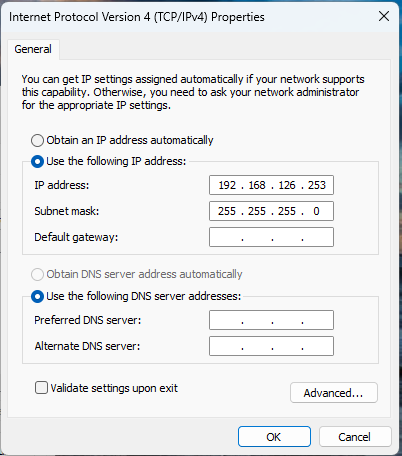 Internet Protocol Version 4 (TCP/IPv4) Properties
General
You can get IP settings assigned automatically if your network supports
this capability. Otherwise, you need to ask your network administrator
for the appropriate IP settings.
Obtain an IP address automatically
Use the following IP address:
IP address: 192 . 168 . 126 . 253
Subnet mask: 255 . 255 . 255 . 0
Default gateway: . . .
Obtain DNS server address automatically
Use the following DNS server addresses:
Preferred DNS server: . . .
Alternate DNS server: . . .
Validate settings upon exit
Advanced...
OK Cancel